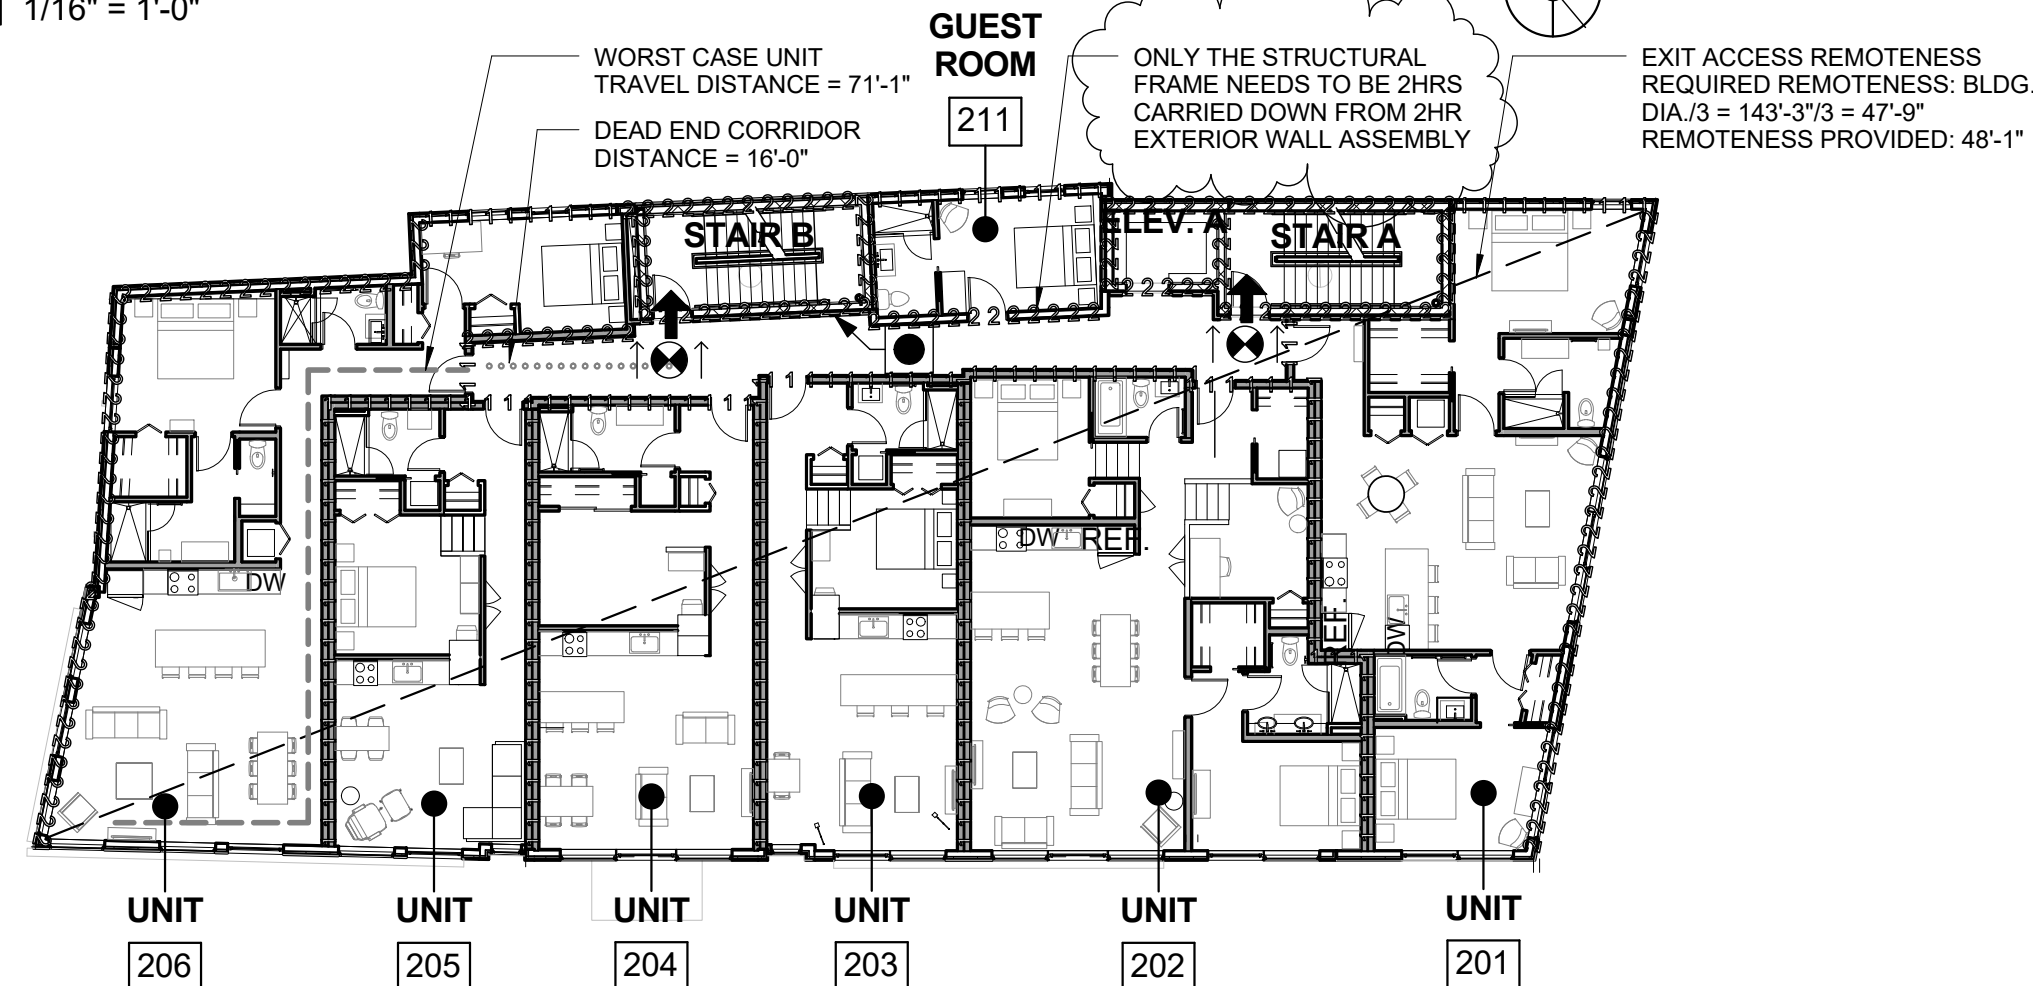 1/16" = 1'-0"
WORST CASE UNIT
TRAVEL DISTANCE = 71'-1"
DEAD END CORRIDOR
DISTANCE = 16'-0"
GUEST
ROOM
211
ONLY THE STRUCTURAL
FRAME NEEDS TO BE 2HRS
CARRIED DOWN FROM 2HR
EXTERIOR WALL ASSEMBLY
EXIT ACCESS REMOTENESS
REQUIRED REMOTENESS: BLDG.
DIA./3 = 143'-3"/3 = 47'-9"
REMOTENESS PROVIDED: 48'-1"
STAIR B
ELEV. A
STAIR A
DW
DW
REF.
DW
UNIT
206
UNIT
205
UNIT
204
UNIT
203
UNIT
202
UNIT
201